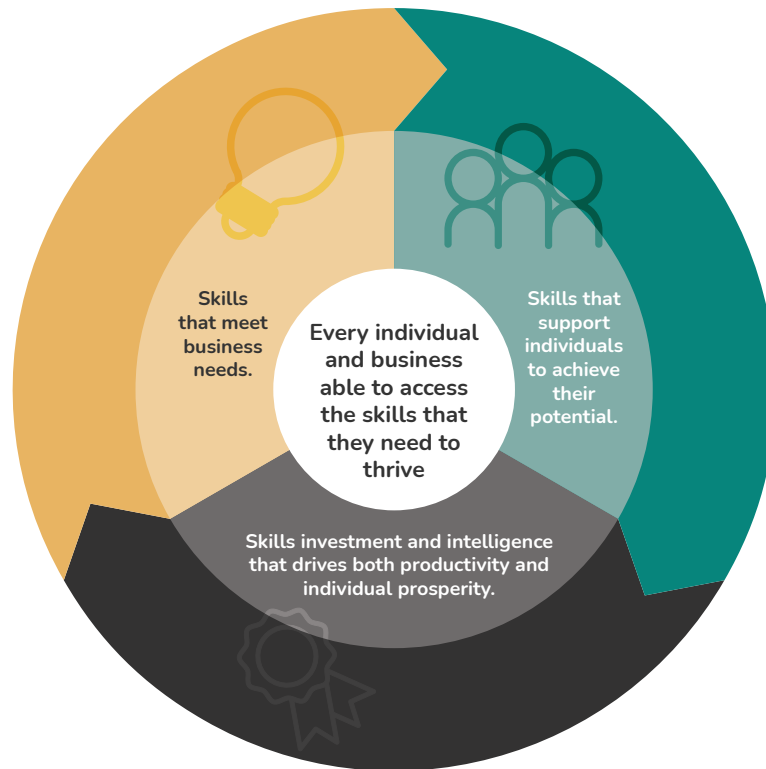 Skills
that meet
business
needs.
Every individual
and business
able to access
the skills that
they need to
thrive
Skills that
support
individuals
to achieve
their
potential.
Skills investment and intelligence
that drives both productivity and
individual prosperity.